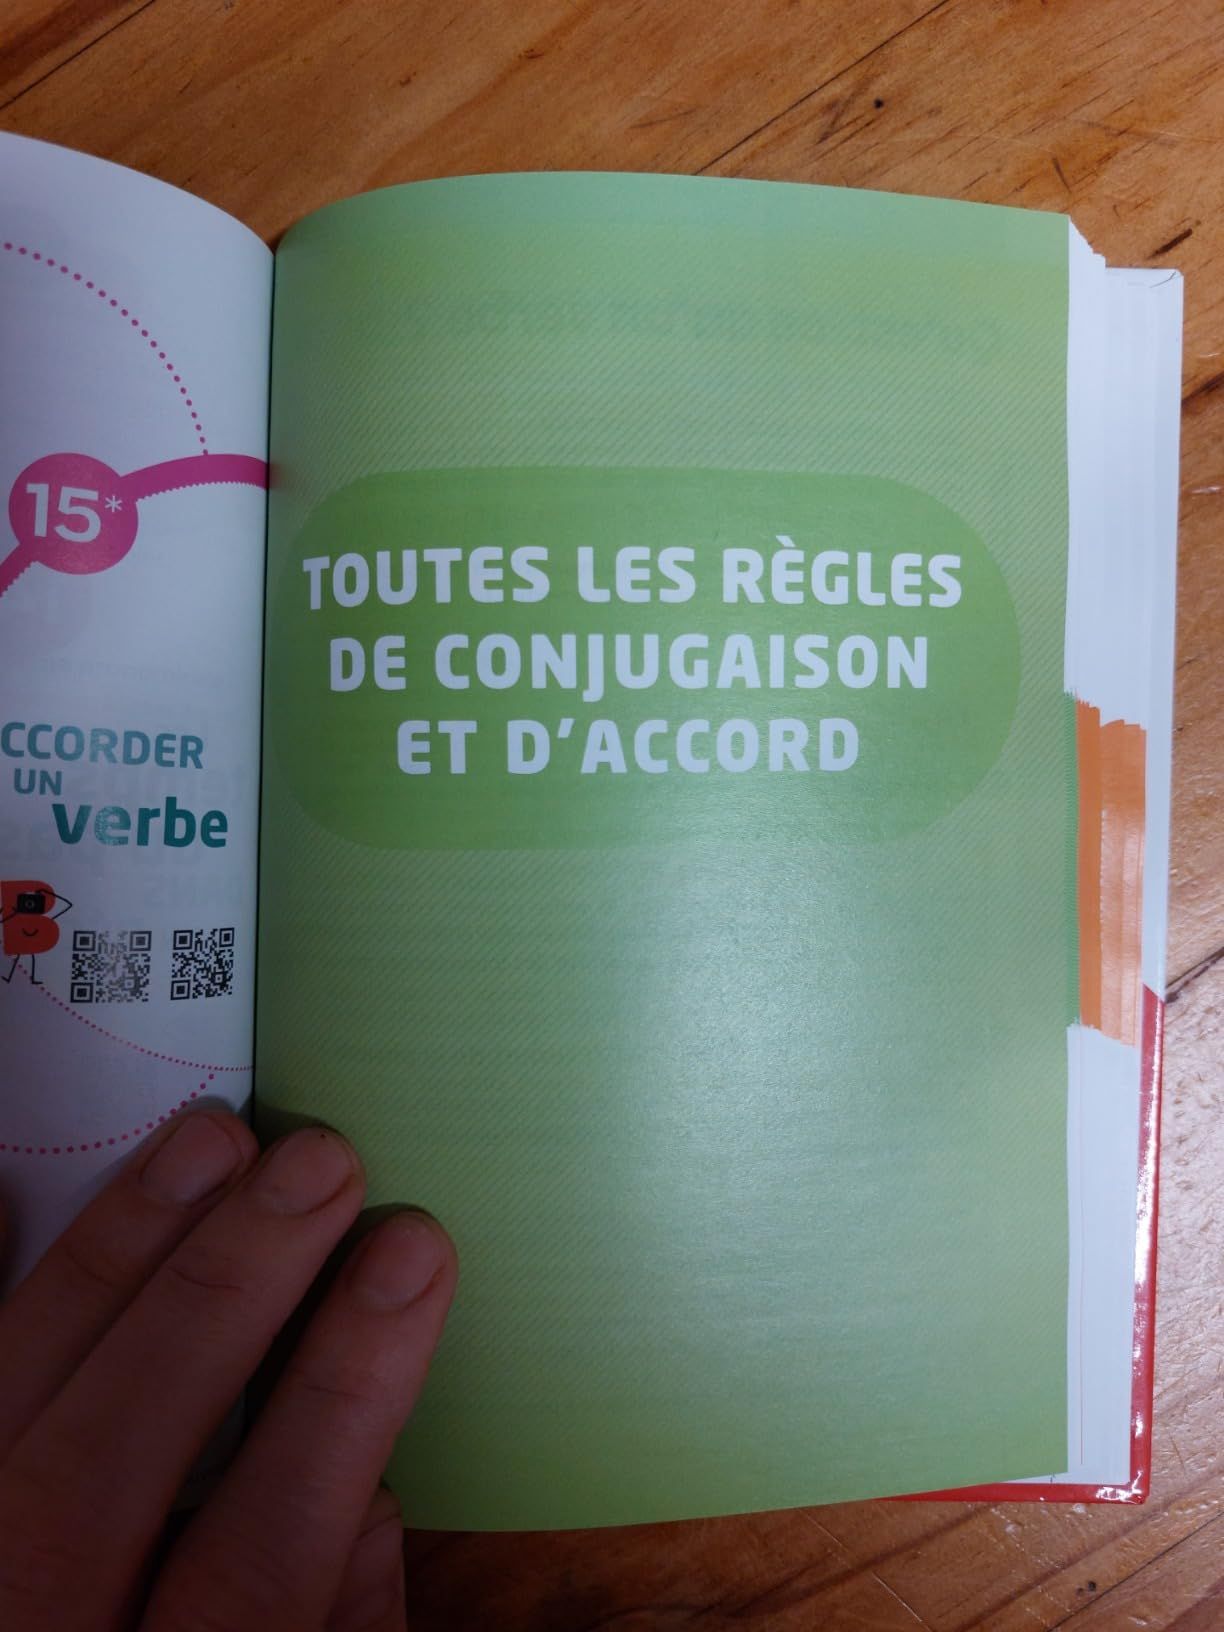 15*
CCORDER
UN
verbe
TOUTES LES RÈGLES
DE CONJUGAISON
ET D'ACCORD